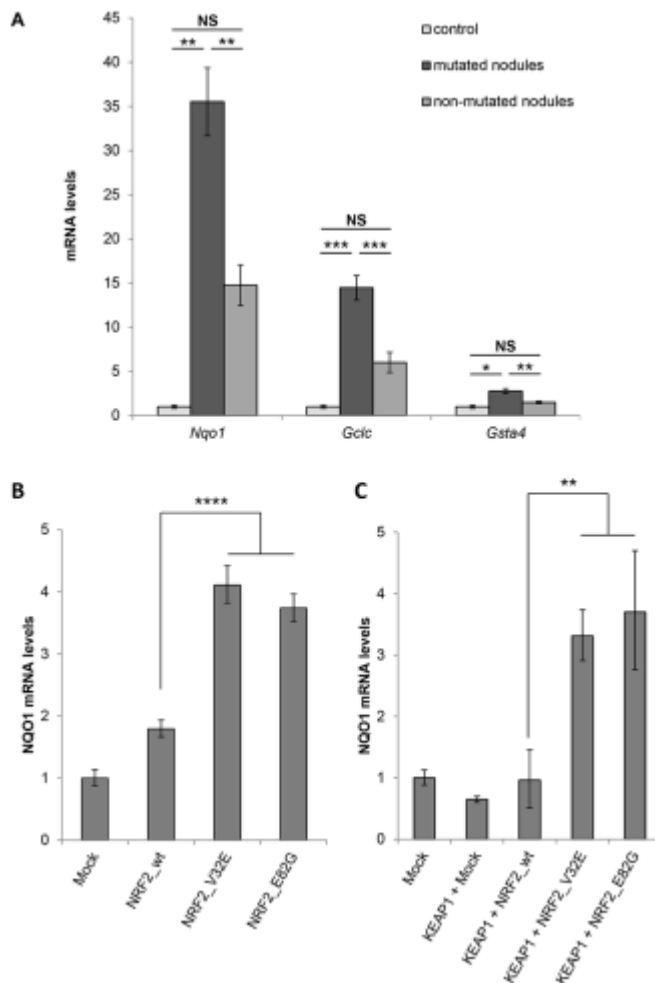 A
45
40
35
30
25
20
15
10
5
0
mRNA levels
NS
** **
NS
*** ***
NS
* **
control
mutated nodules
non-mutated nodules
Nqo1 Gclc Gsta4
B
5
4
3
2
1
0
NQO1 mRNA levels
****
Mock
NRF2_wt
NRF2_V32E
NRF2_E82G
C
5
4
3
2
1
0
NQO1 mRNA levels
**
Mock
KEAP1 + Mock
KEAP1 + NRF2_wt
KEAP1 + NRF2_V32E
KEAP1 + NRF2_E82G